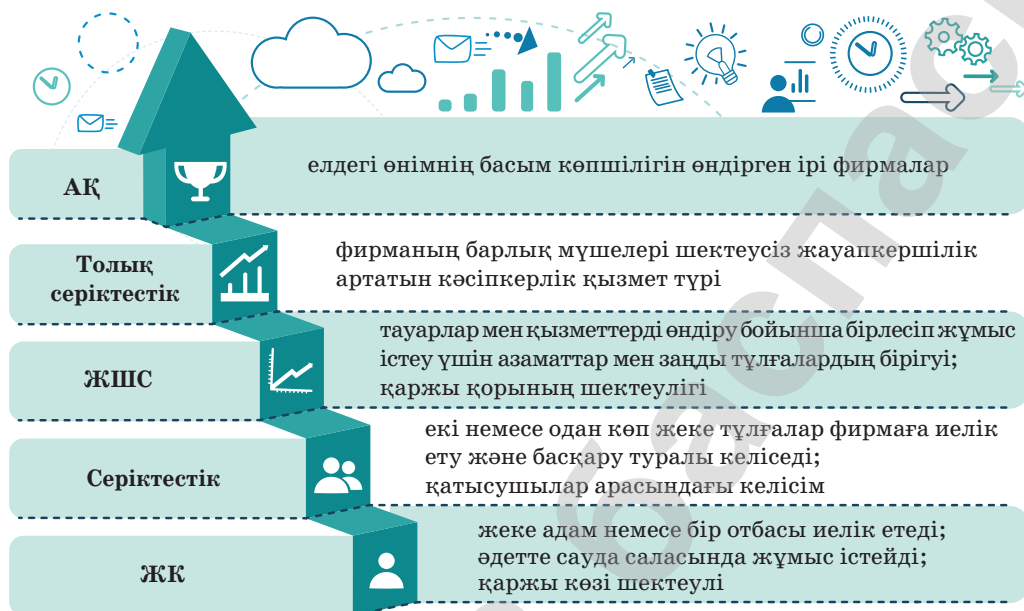 АҚ
елдегі өнімнің басым көпшілігін өндірген ірі фирмалар
Толық
серіктестік
фирманың барлық мүшелері шектеусіз жауапкершілік
артатын кәсіпкерлік қызмет түрі
ЖШС
тауарлар мен қызметтерді өндіру бойынша бірлесіп жұмыс
істеу үшін азаматтар мен заңды тұлғалардың бірігуі;
қаржы қорының шектеулігі
Серіктестік
екі немесе одан көп жеке тұлғалар фирмаға иелік
ету және басқару туралы келіседі;
қатысушылар арасындағы келісім
ЖК
жеке адам немесе бір отбасы иелік етеді;
әдетте сауда саласында жұмыс істейді;
қаржы көзі шектеулі